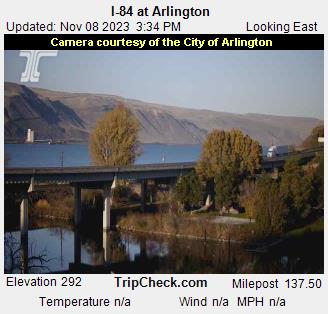 I-84 at Arlington
Updated: Nov 08 2023 3:34 PM Looking East
Camera courtesy of the City of Arlington
Elevation 292 TripCheck.com Milepost 137.50
Temperature n/a Wind n/a MPH n/a